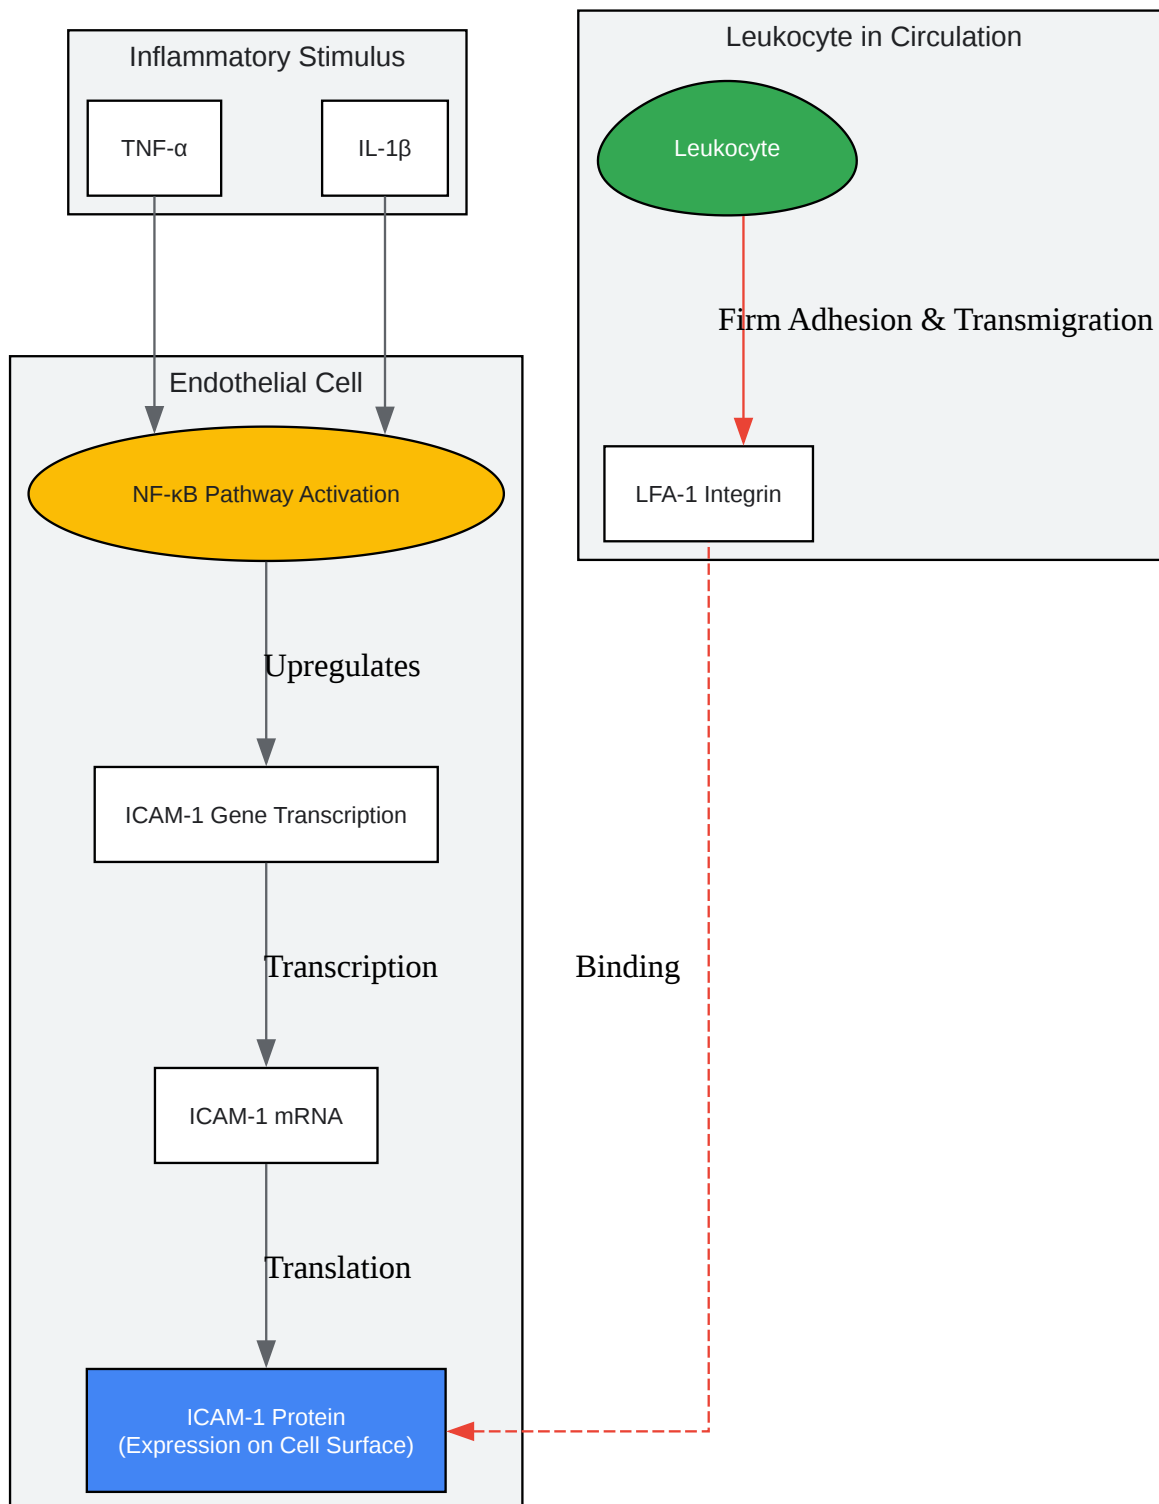 Inflammatory Stimulus
TNF-α
IL-1β
Leukocyte in Circulation
Leukocyte
Firm Adhesion & Transmigration
LFA-1 Integrin
Endothelial Cell
NF-κB Pathway Activation
Upregulates
ICAM-1 Gene Transcription
Transcription
Binding
ICAM-1 mRNA
Translation
ICAM-1 Protein
(Expression on Cell Surface)